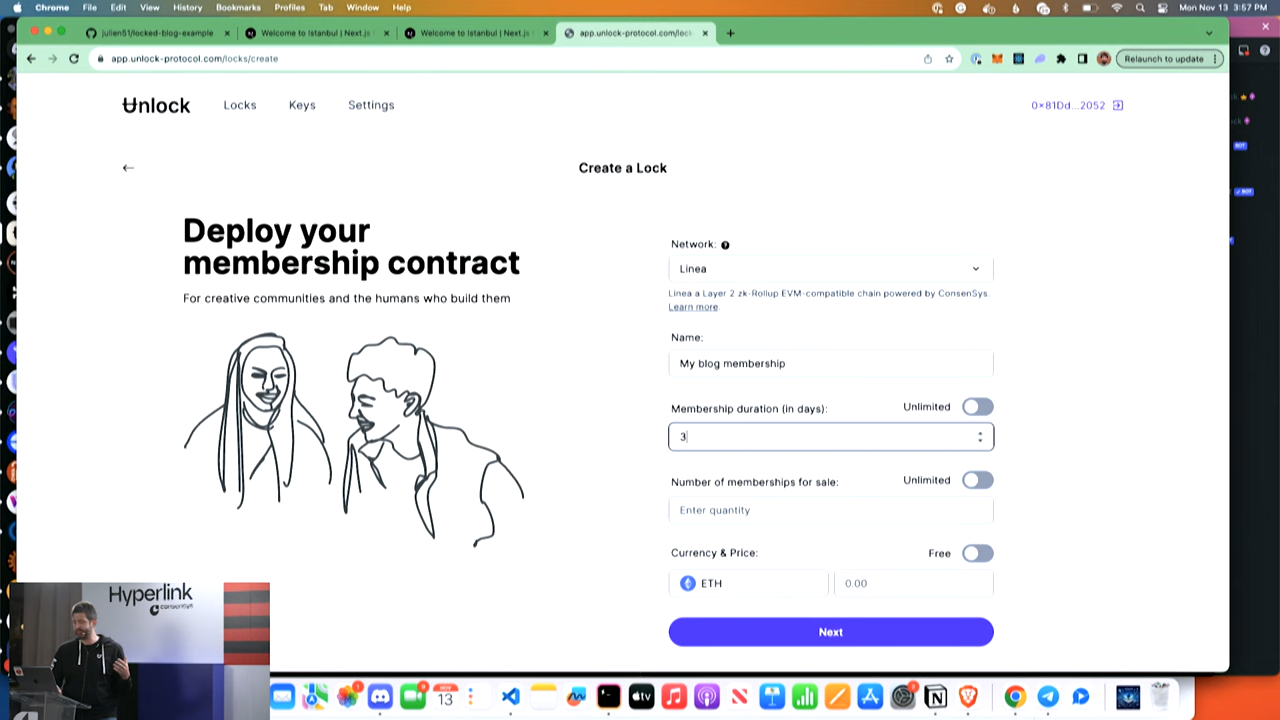 Chrome File Edit View History Bookmarks Profiles Tab Window Help
Mon Nov 13 3:57 PM
julien51/locked-blog-example
Welcome to Istanbul | Next.js
Welcome to Istanbul | Next.js
app.unlock-protocol.com/lock
app.unlock-protocol.com/locks/create
Relaunch to update
Unlock
Locks
Keys
Settings
0x81Dd...2052
Create a Lock
Deploy your
membership contract
For creative communities and the humans who build them
Network:
Linea
Linea a Layer 2 zk-Rollup EVM-compatible chain powered by ConsenSys.
Learn more.
Name:
My blog membership
Membership duration (in days):
Unlimited
3
Number of memberships for sale:
Unlimited
Enter quantity
Currency & Price:
Free
ETH
0.00
Next
Hyperlink
consensys
NOV
13
tv